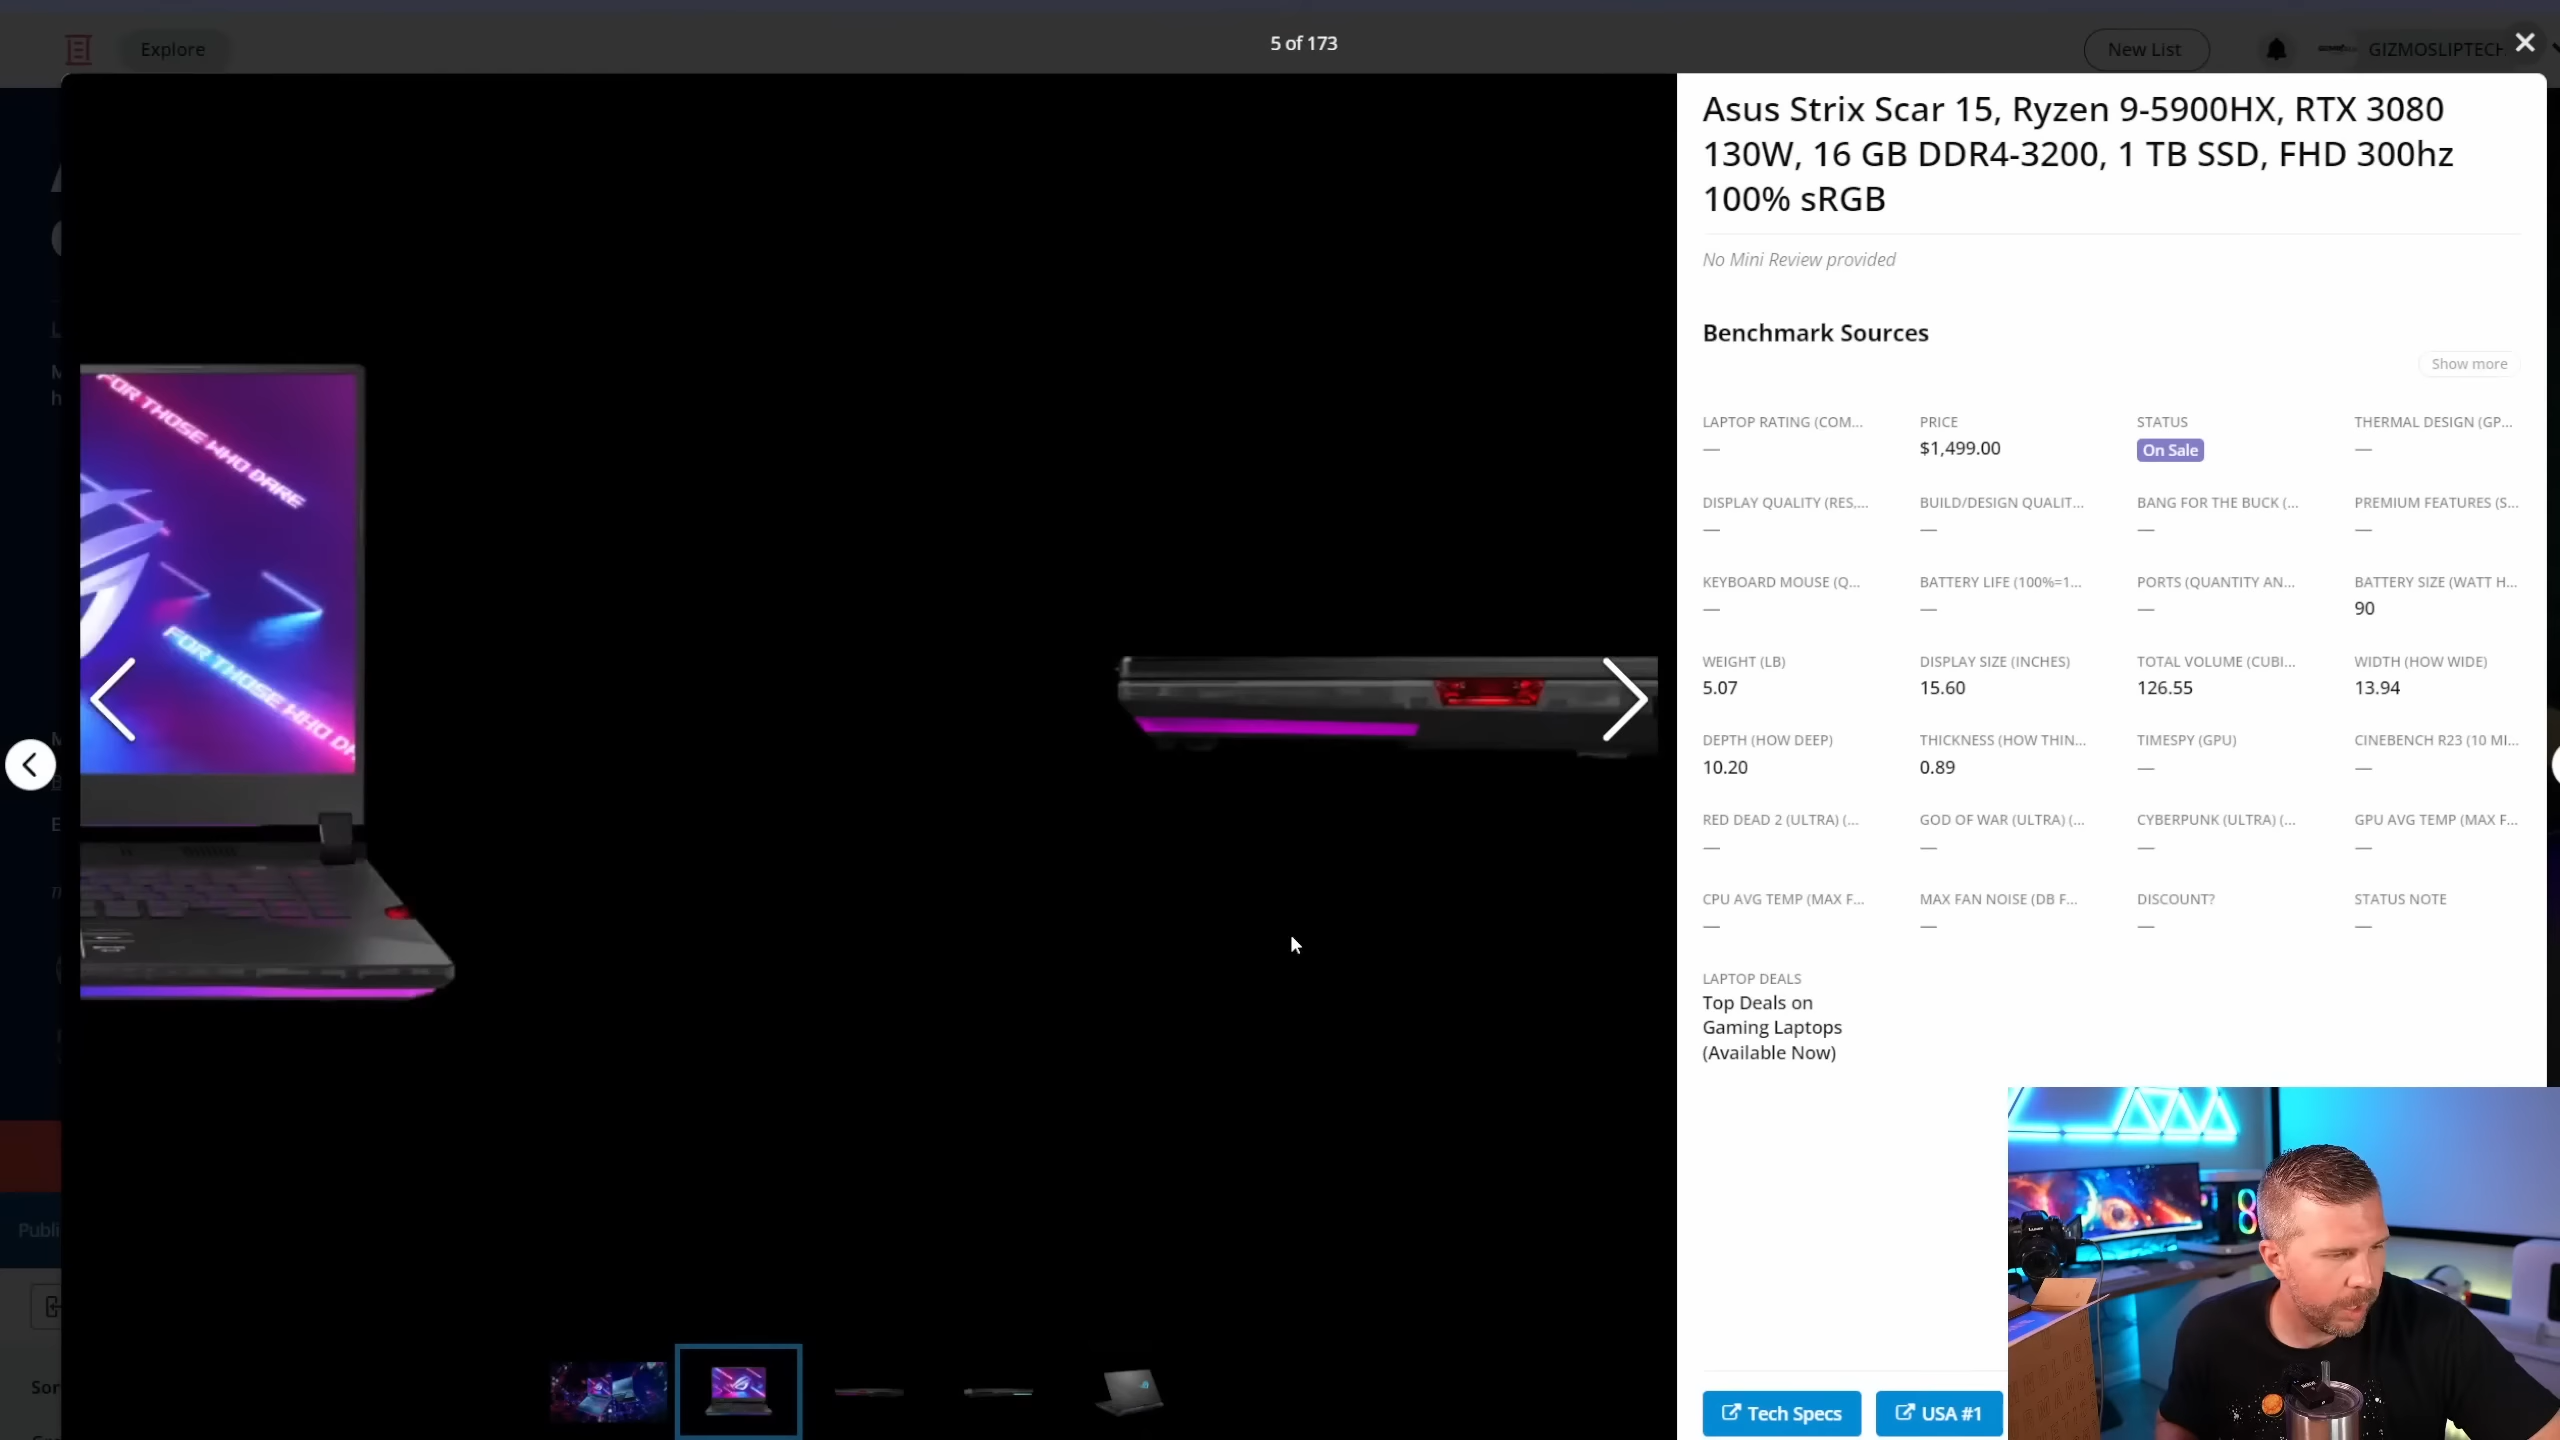 5 of 173
Explore
New List
GIZMOSLIPTECH
Asus Strix Scar 15, Ryzen 9-5900HX, RTX 3080
130W, 16 GB DDR4-3200, 1 TB SSD, FHD 300hz
100% sRGB
No Mini Review provided
Benchmark Sources
Show more
LAPTOP RATING (COM...
—
PRICE
$1,499.00
STATUS
On Sale
THERMAL DESIGN (GP...
—
DISPLAY QUALITY (RES,...
—
BUILD/DESIGN QUALIT...
—
BANG FOR THE BUCK (...
—
PREMIUM FEATURES (S...
—
KEYBOARD MOUSE (Q...
—
BATTERY LIFE (100%=1...
—
PORTS (QUANTITY AN...
—
BATTERY SIZE (WATT H...
90
WEIGHT (LB)
5.07
DISPLAY SIZE (INCHES)
15.60
TOTAL VOLUME (CUBI...
126.55
WIDTH (HOW WIDE)
13.94
DEPTH (HOW DEEP)
10.20
THICKNESS (HOW THIN...
0.89
TIMESPY (GPU)
—
CINEBENCH R23 (10 MI...
—
RED DEAD 2 (ULTRA) (...
—
GOD OF WAR (ULTRA) (...
—
CYBERPUNK (ULTRA) (...
—
GPU AVG TEMP (MAX F...
—
CPU AVG TEMP (MAX F...
—
MAX FAN NOISE (DB F...
—
DISCOUNT?
—
STATUS NOTE
—
LAPTOP DEALS
Top Deals on
Gaming Laptops
(Available Now)
Tech Specs
USA #1
FOR THOSE WHO DARE
FOR THOSE WHO DA
Publi
Sor